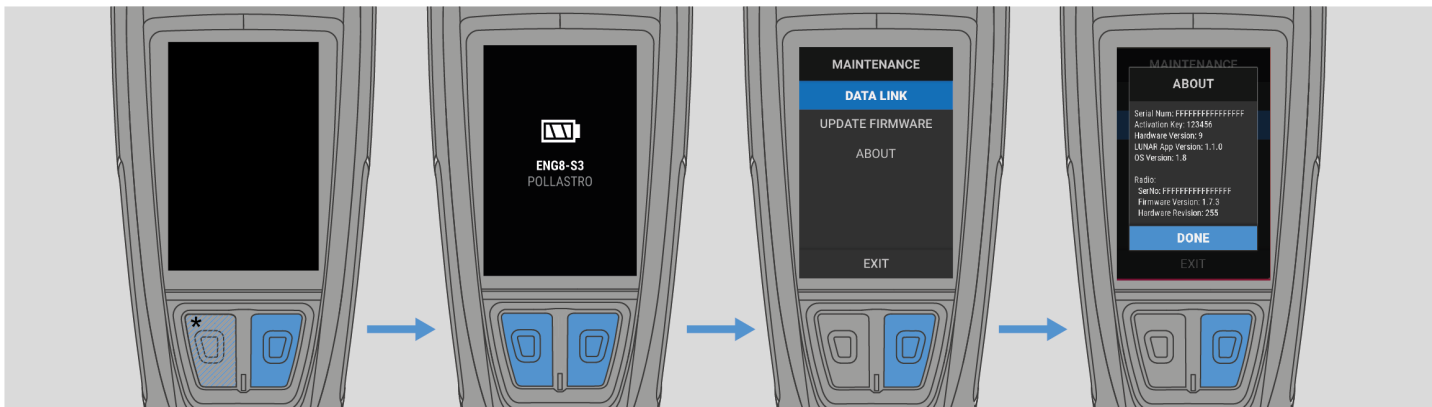 *
ENG8-S3
POLLASTRO
MAINTENANCE
DATA LINK
UPDATE FIRMWARE
ABOUT
EXIT
MAINTENANCE
ABOUT
Serial Num: FFFFFFFFFFFFFFFF
Activation Key: 123456
Hardware Version: 9
LUNAR App Version: 1.1.0
OS Version: 1.8
Radio:
SerNo: FFFFFFFFFFFFFFFF
Firmware Version: 1.7.3
Hardware Revision: 255
DONE
EXIT